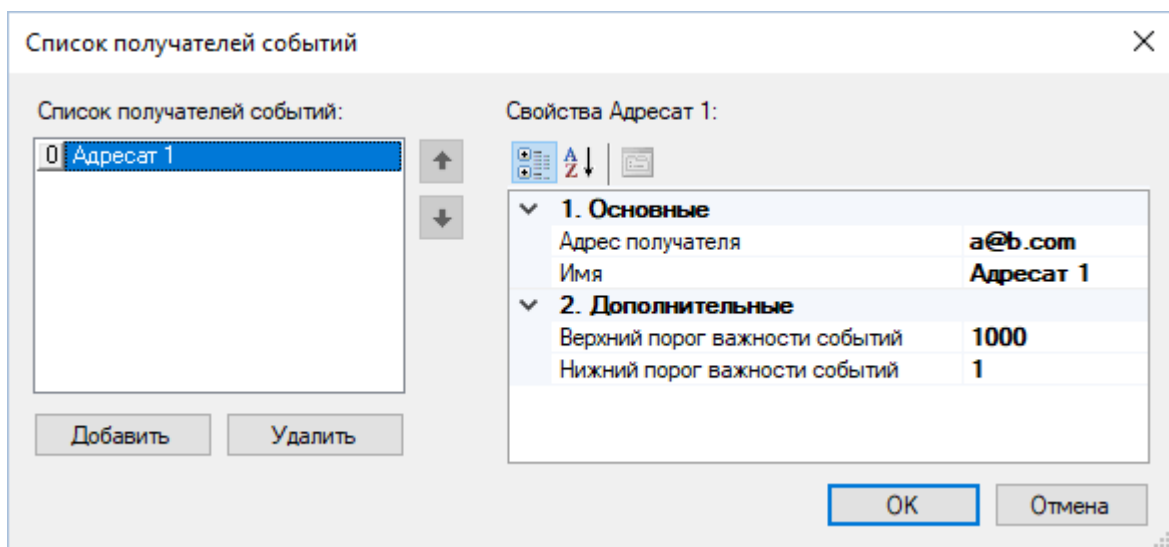 Список получателей событий
Список получателей событий:
0 Адресат 1
Добавить Удалить
Свойства Адресат 1:
A Z
1. Основные
Адрес получателя a@b.com
Имя Адресат 1
2. Дополнительные
Верхний порог важности событий 1000
Нижний порог важности событий 1
OK Отмена